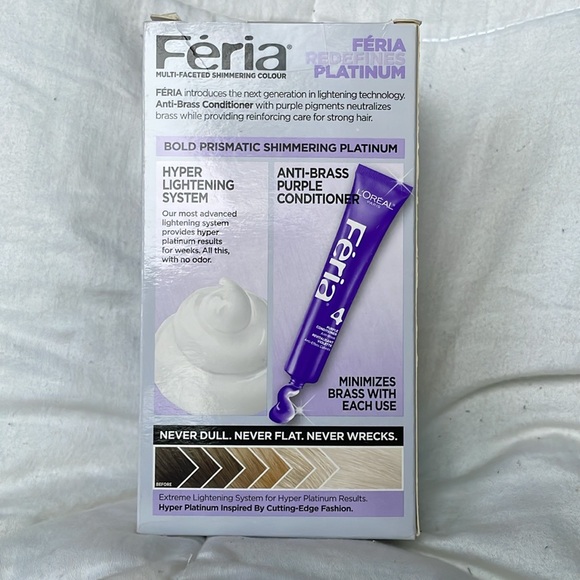 Féria®
MULTI-FACETED SHIMMERING COLOUR
FÉRIA
REDEFINES
PLATINUM
FÉRIA introduces the next generation in lightening technology.
Anti-Brass Conditioner with purple pigments neutralizes
brass while providing reinforcing care for strong hair.
BOLD PRISMATIC SHIMMERING PLATINUM
HYPER
LIGHTENING
SYSTEM
Our most advanced
lightening system
provides hyper
platinum results
for weeks. All this,
with no odor.
ANTI-BRASS
PURPLE
CONDITIONER
L'ORÉAL
PARIS
Féria
4
PURPLE
CONDITIONER
MINIMIZES
BRASS WITH
EACH USE
NEVER DULL. NEVER FLAT. NEVER WRECKS.
BEFORE
Extreme Lightening System for Hyper Platinum Results.
Hyper Platinum Inspired By Cutting-Edge Fashion.